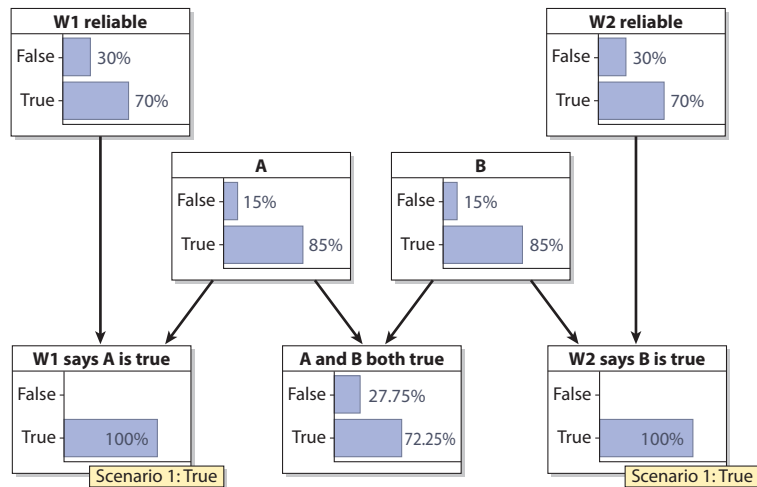 W1 reliable
False
30%
True
70%
W2 reliable
False
30%
True
70%
A
False
15%
True
85%
B
False
15%
True
85%
W1 says A is true
False
True
100%
Scenario 1: True
A and B both true
False
27.75%
True
72.25%
W2 says B is true
False
True
100%
Scenario 1: True